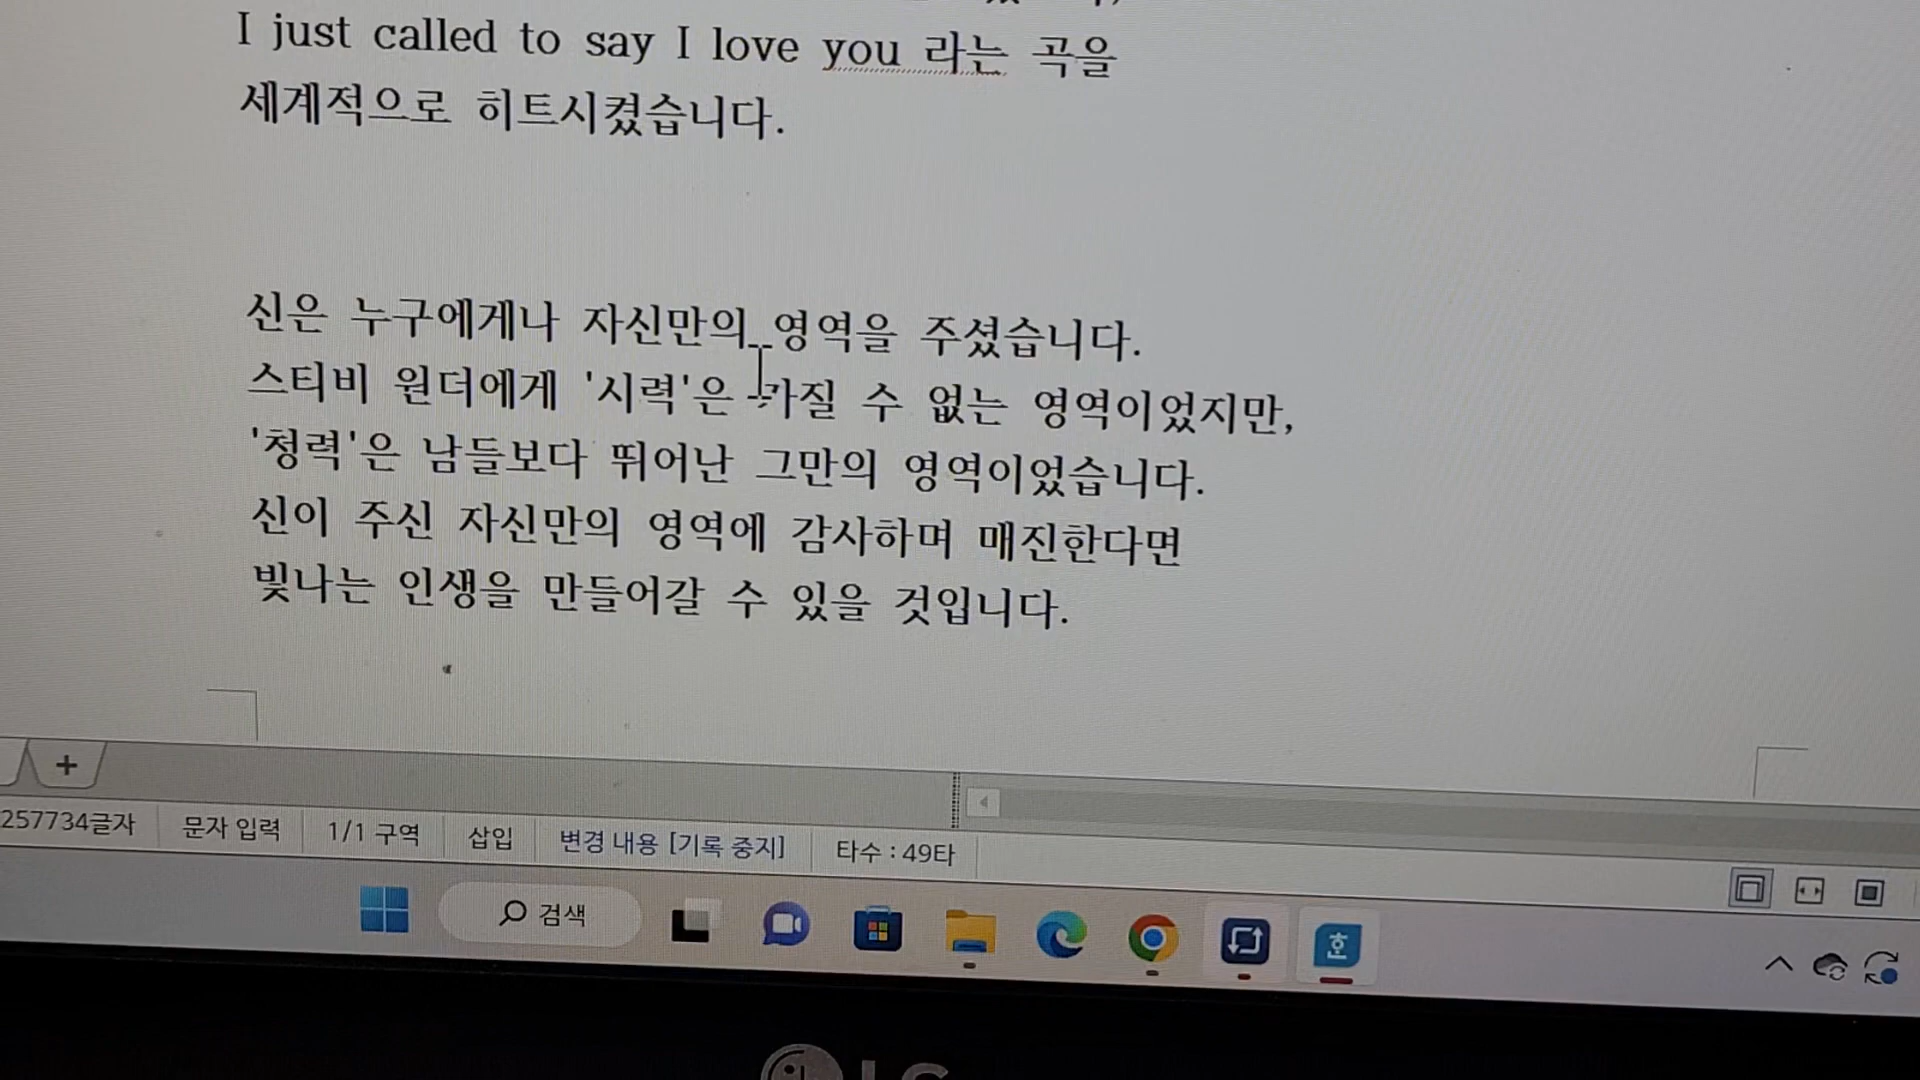 I just called to say I love you 라는 곡을
세계적으로 히트시켰습니다.
신은 누구에게나 자신만의 영역을 주셨습니다.
스티비 원더에게 '시력'은 가질 수 없는 영역이었지만,
'청력'은 남들보다 뛰어난 그만의 영역이었습니다.
신이 주신 자신만의 영역에 감사하며 매진한다면
빛나는 인생을 만들어갈 수 있을 것입니다.
257734글자 문자 입력 1/1 구역 삽입 변경 내용 [기록 중지] 타수 : 49타
검색
호
LG